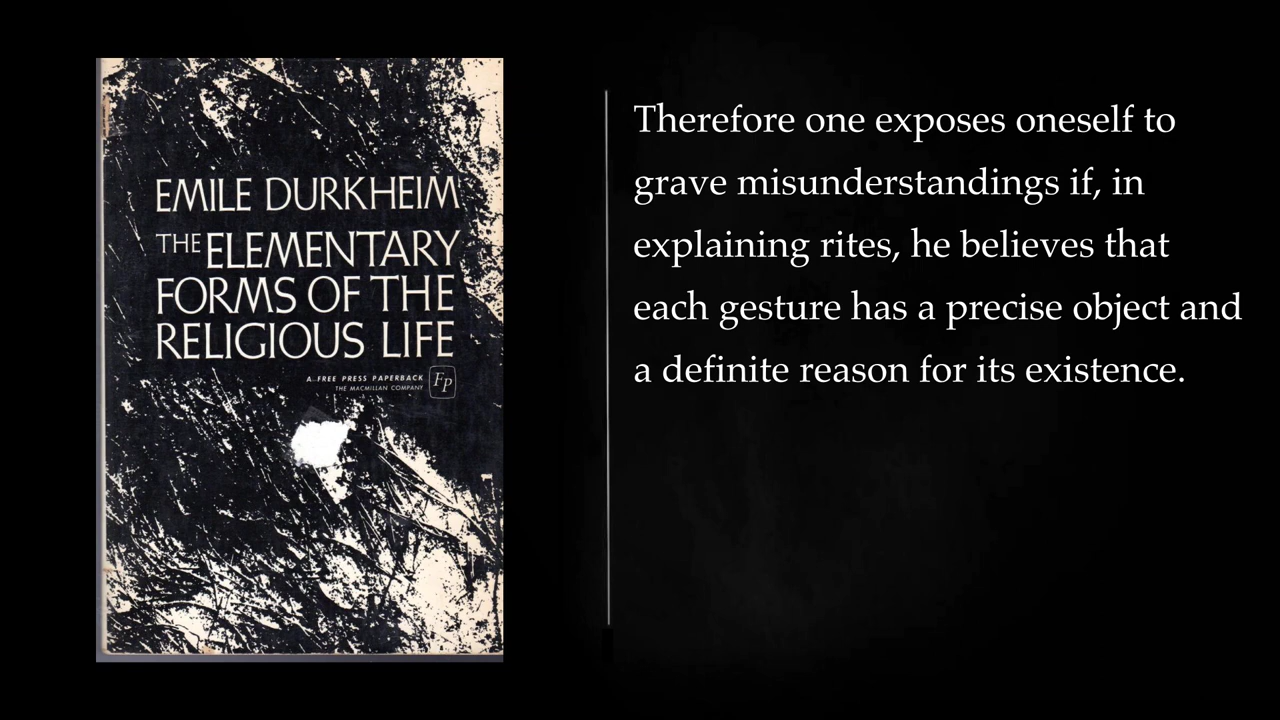 EMILE DURKHEIM
THE ELEMENTARY
FORMS OF THE
RELIGIOUS LIFE
A FREE PRESS PAPERBACK
THE MACMILLAN COMPANY
Fp
Therefore one exposes oneself to
grave misunderstandings if, in
explaining rites, he believes that
each gesture has a precise object and
a definite reason for its existence.